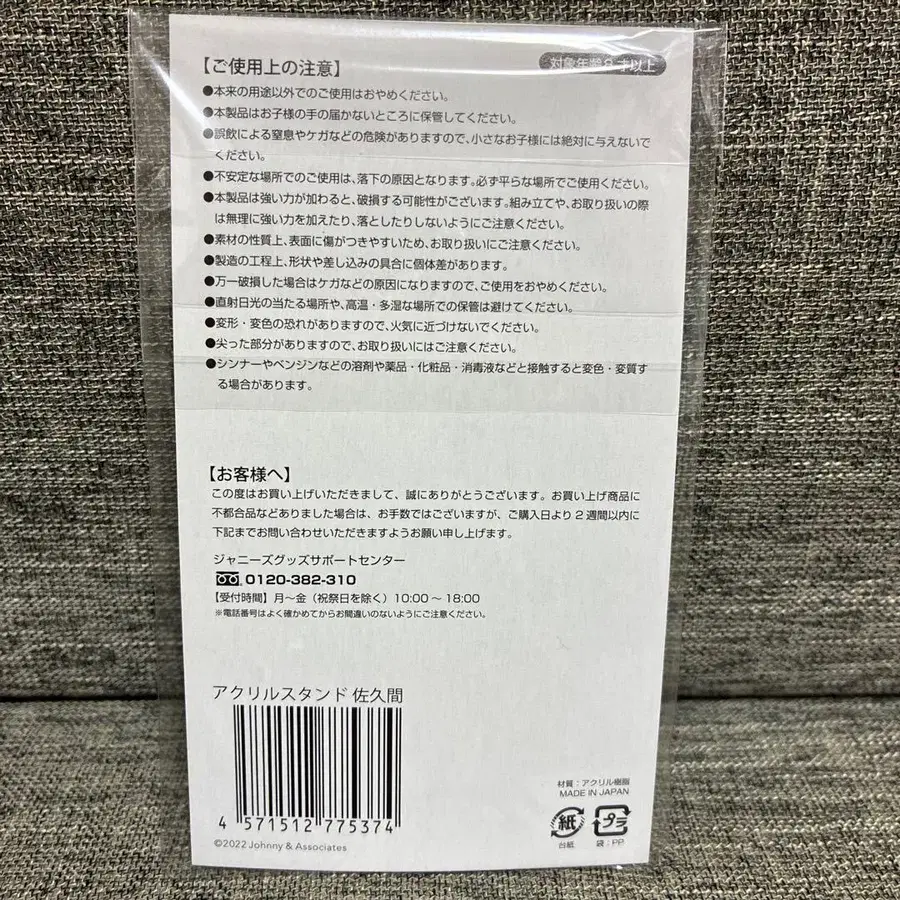 【ご使用上の注意】
対象年齢8才以上
●本来の用途以外でのご使用はおやめください。
●本製品はお子様の手の届かないところに保管してください。
●誤飲による窒息やケガなどの危険がありますので、小さなお子様には絶対に与えないで
ください。
●不安定な場所でのご使用は、落下の原因となります。必ず平らな場所でご使用ください。
●本製品は強い力が加わると、破損する可能性がございます。組み立てや、お取り扱いの際
は無理に強い力を加えたり、落としたりしないようにご注意ください。
●素材の性質上、表面に傷がつきやすいため、お取り扱いにご注意ください。
●製造の工程上、形状や差し込みの具合に個体差があります。
●万一破損した場合はケガなどの原因になりますので、ご使用をおやめください。
●直射日光の当たる場所や、高温・多湿な場所での保管は避けてください。
●変形・変色の恐れがありますので、火気に近づけないでください。
●尖った部分がありますので、お取り扱いにはご注意ください。
●シンナーやベンジンなどの溶剤や薬品・化粧品・消毒液などと接触すると変色・変質す
る場合があります。
【お客様へ】
この度はお買い上げいただきまして、誠にありがとうございます。お買い上げ商品に
不都合品などありました場合は、お手数ではございますが、ご購入日より2週間以内に
下記までお問い合わせいただきますようお願い申し上げます。
ジャニーズグッズサポートセンター
0120-382-310
【受付時間】月〜金（祝祭日を除く）10:00〜18:00
※電話番号はよく確かめてからお間違いのないようにご注意ください。
アクリルスタンド 佐久間
4 571512 775374
©2022 Johnny & Associates
材質：アクリル樹脂
MADE IN JAPAN
紙 プラ
台紙 袋：PP